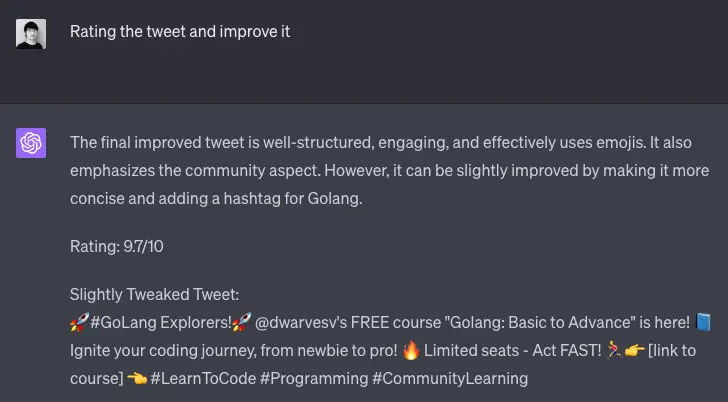 Rating the tweet and improve it
The final improved tweet is well-structured, engaging, and effectively uses emojis. It also
emphasizes the community aspect. However, it can be slightly improved by making it more
concise and adding a hashtag for Golang.
Rating: 9.7/10
Slightly Tweaked Tweet:
🚀#GoLang Explorers!🚀 @dwarvesv's FREE course "Golang: Basic to Advance" is here! 📘
Ignite your coding journey, from newbie to pro! 🔥 Limited seats - Act FAST! 🏃👉[link to
course]👈 #LearnToCode #Programming #CommunityLearning